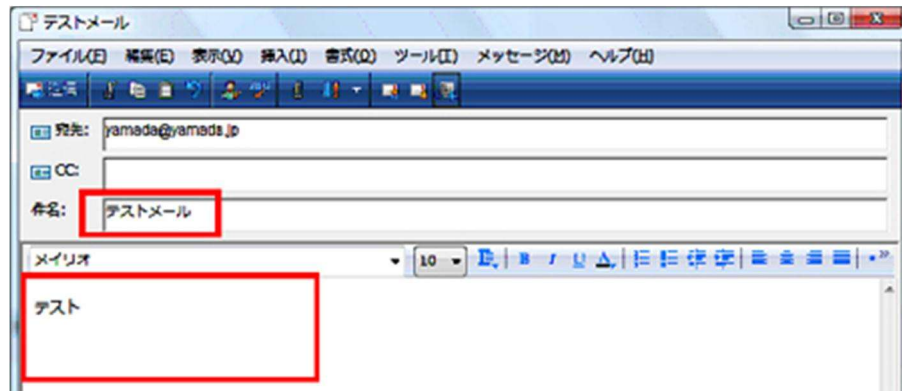 テストメール
ファイル(F) 編集(E) 表示(V) 挿入(I) 書式(O) ツール(T) メッセージ(M) ヘルプ(H)
送信
宛先: yamada@yamada.jp
CC:
件名: テストメール
メイリオ 10 B I U A
テスト